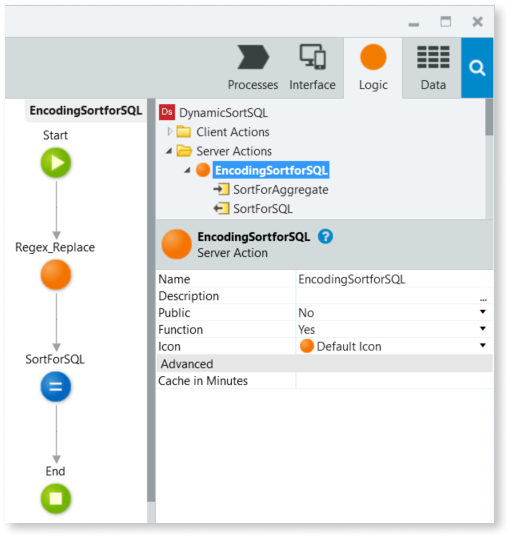 Processes
Interface
Logic
Data
EncodingSortforSQL
Start
Regex_Replace
SortForSQL
End
Ds DynamicSortSQL
Client Actions
Server Actions
EncodingSortforSQL
SortForAggregate
SortForSQL
EncodingSortforSQL ?
Server Action
Name EncodingSortforSQL
Description ...
Public No
Function Yes
Icon Default Icon
Advanced
Cache in Minutes